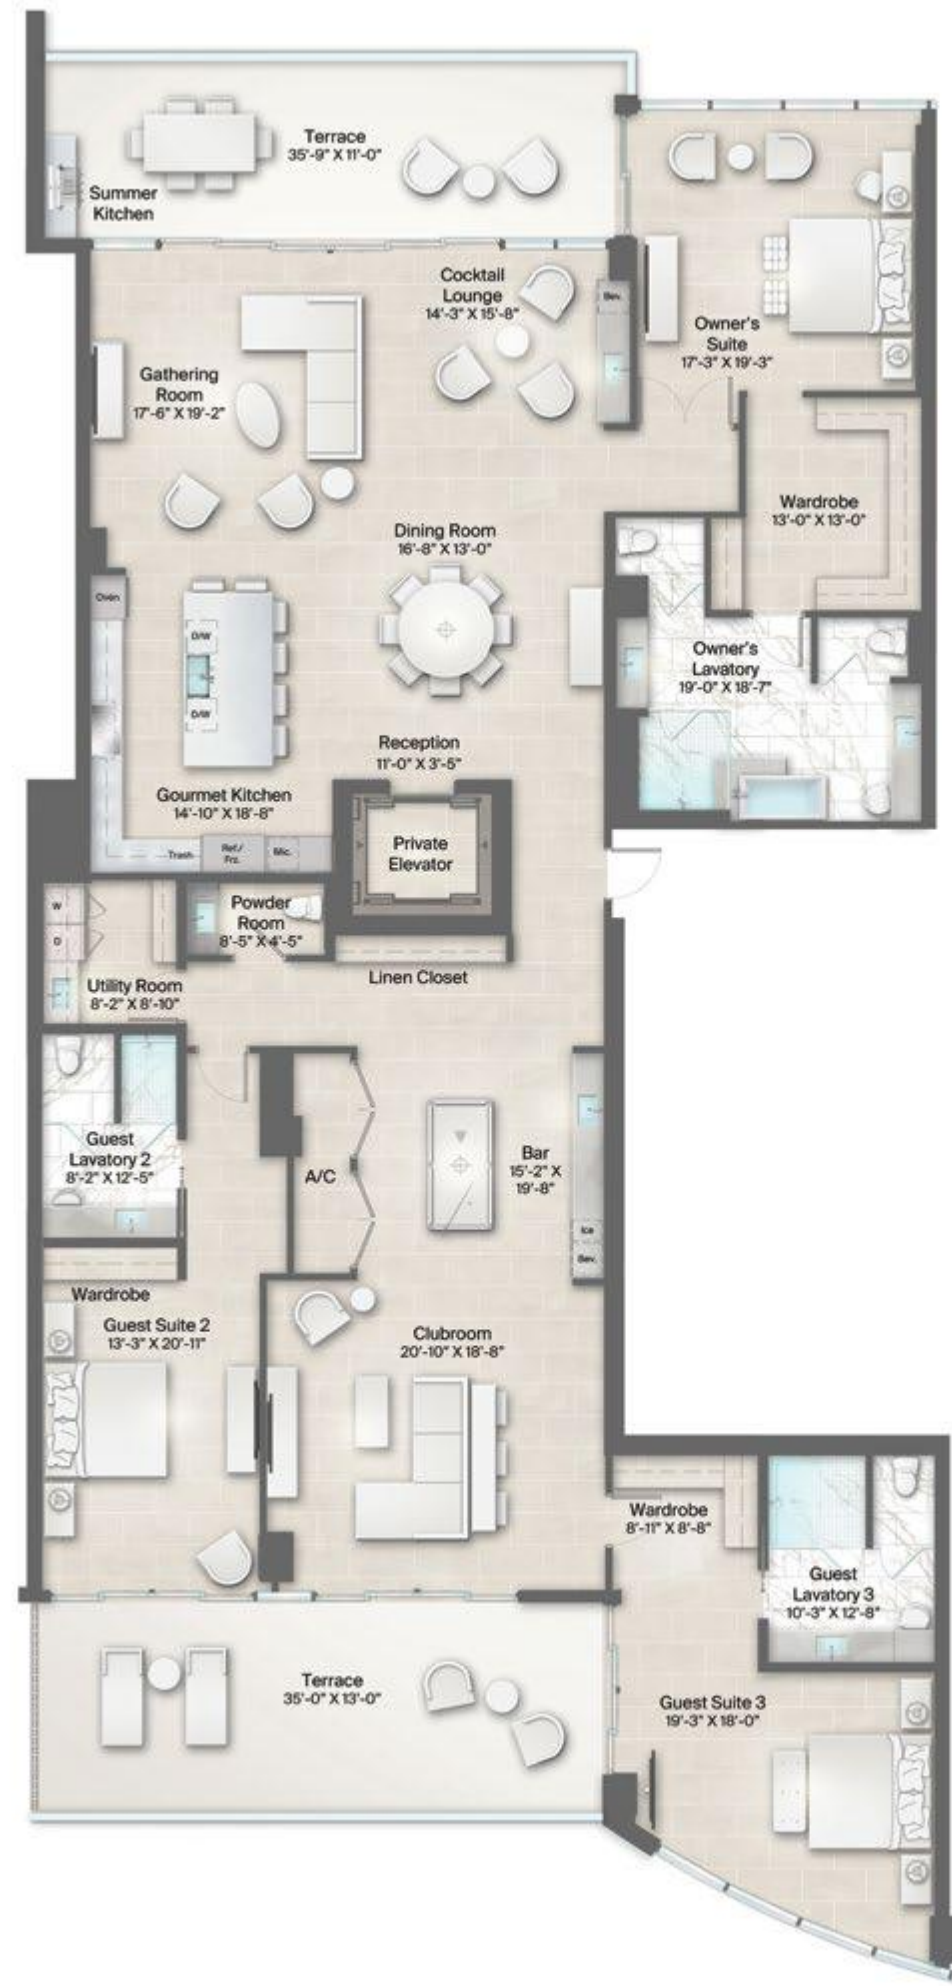 Terrace
35'-9" X 11'-0"
Summer
Kitchen
Cocktail
Lounge
14'-3" X 15'-8"
Bev.
Owner's
Suite
17'-3" X 19'-3"
Gathering
Room
17'-6" X 19'-2"
Wardrobe
13'-0" X 13'-0"
Dining Room
16'-8" X 13'-0"
Oven
D/W
D/W
Owner's
Lavatory
19'-0" X 18'-7"
Reception
11'-0" X 3'-5"
Gourmet Kitchen
14'-10" X 18'-8"
Trash
Ref./
Frz.
Mic.
Private
Elevator
W
D
Powder
Room
8'-5" X 4'-5"
Linen Closet
Utility Room
8'-2" X 8'-10"
Guest
Lavatory 2
8'-2" X 12'-5"
A/C
Bar
15'-2" X
19'-8"
Ice
Bev.
Wardrobe
Guest Suite 2
13'-3" X 20'-11"
Clubroom
20'-10" X 18'-8"
Wardrobe
8'-11" X 8'-8"
Guest
Lavatory 3
10'-3" X 12'-8"
Terrace
35'-0" X 13'-0"
Guest Suite 3
19'-3" X 18'-0"